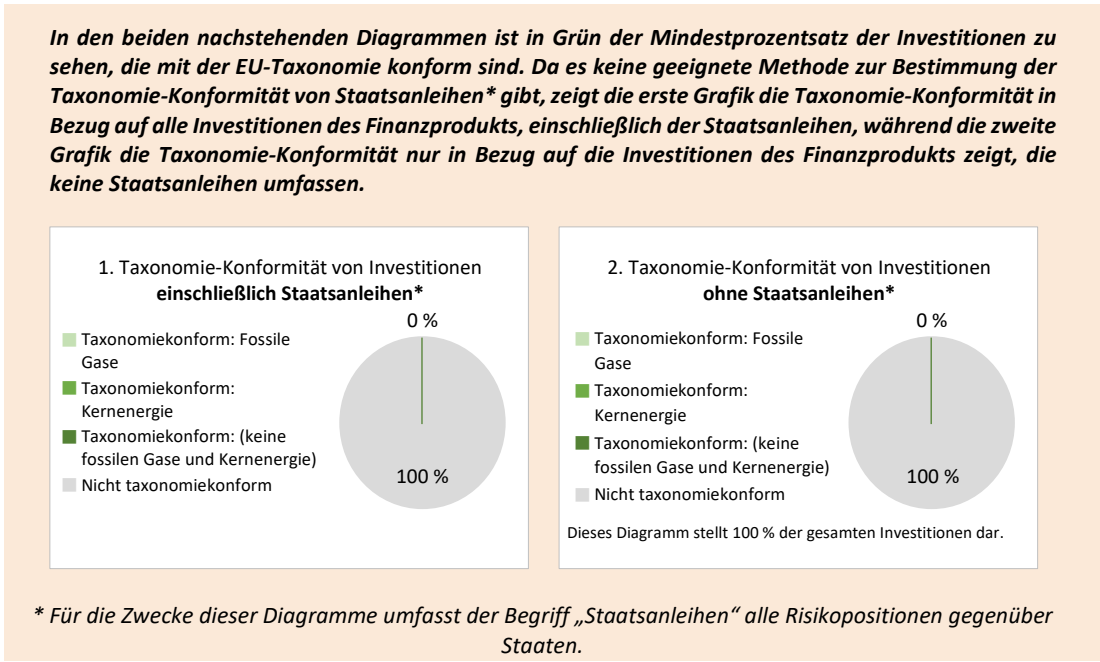 In den beiden nachstehenden Diagrammen ist in Grün der Mindestprozentsatz der Investitionen zu
sehen, die mit der EU-Taxonomie konform sind. Da es keine geeignete Methode zur Bestimmung der
Taxonomie-Konformität von Staatsanleihen* gibt, zeigt die erste Grafik die Taxonomie-Konformität in
Bezug auf alle Investitionen des Finanzprodukts, einschließlich der Staatsanleihen, während die zweite
Grafik die Taxonomie-Konformität nur in Bezug auf die Investitionen des Finanzprodukts zeigt, die
keine Staatsanleihen umfassen.
1. Taxonomie-Konformität von Investitionen
einschließlich Staatsanleihen*
0 %
Taxonomiekonform: Fossile
Gase
Taxonomiekonform:
Kernenergie
Taxonomiekonform: (keine
fossilen Gase und Kernenergie)
Nicht taxonomiekonform
100 %
2. Taxonomie-Konformität von Investitionen
ohne Staatsanleihen*
0 %
Taxonomiekonform: Fossile
Gase
Taxonomiekonform:
Kernenergie
Taxonomiekonform: (keine
fossilen Gase und Kernenergie)
Nicht taxonomiekonform
100 %
Dieses Diagramm stellt 100 % der gesamten Investitionen dar.
* Für die Zwecke dieser Diagramme umfasst der Begriff „Staatsanleihen“ alle Risikopositionen gegenüber
Staaten.